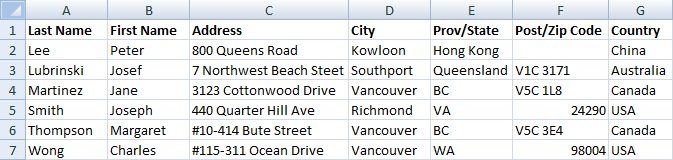 A B C D E F G
1 Last Name First Name Address City Prov/State Post/Zip Code Country
2 Lee Peter 800 Queens Road Kowloon Hong Kong China
3 Lubrinski Josef 7 Northwest Beach Steet Southport Queensland V1C 3171 Australia
4 Martinez Jane 3123 Cottonwood Drive Vancouver BC V5C 1L8 Canada
5 Smith Joseph 440 Quarter Hill Ave Richmond VA 24290 USA
6 Thompson Margaret #10-414 Bute Street Vancouver BC V5C 3E4 Canada
7 Wong Charles #115-311 Ocean Drive Vancouver WA 98004 USA